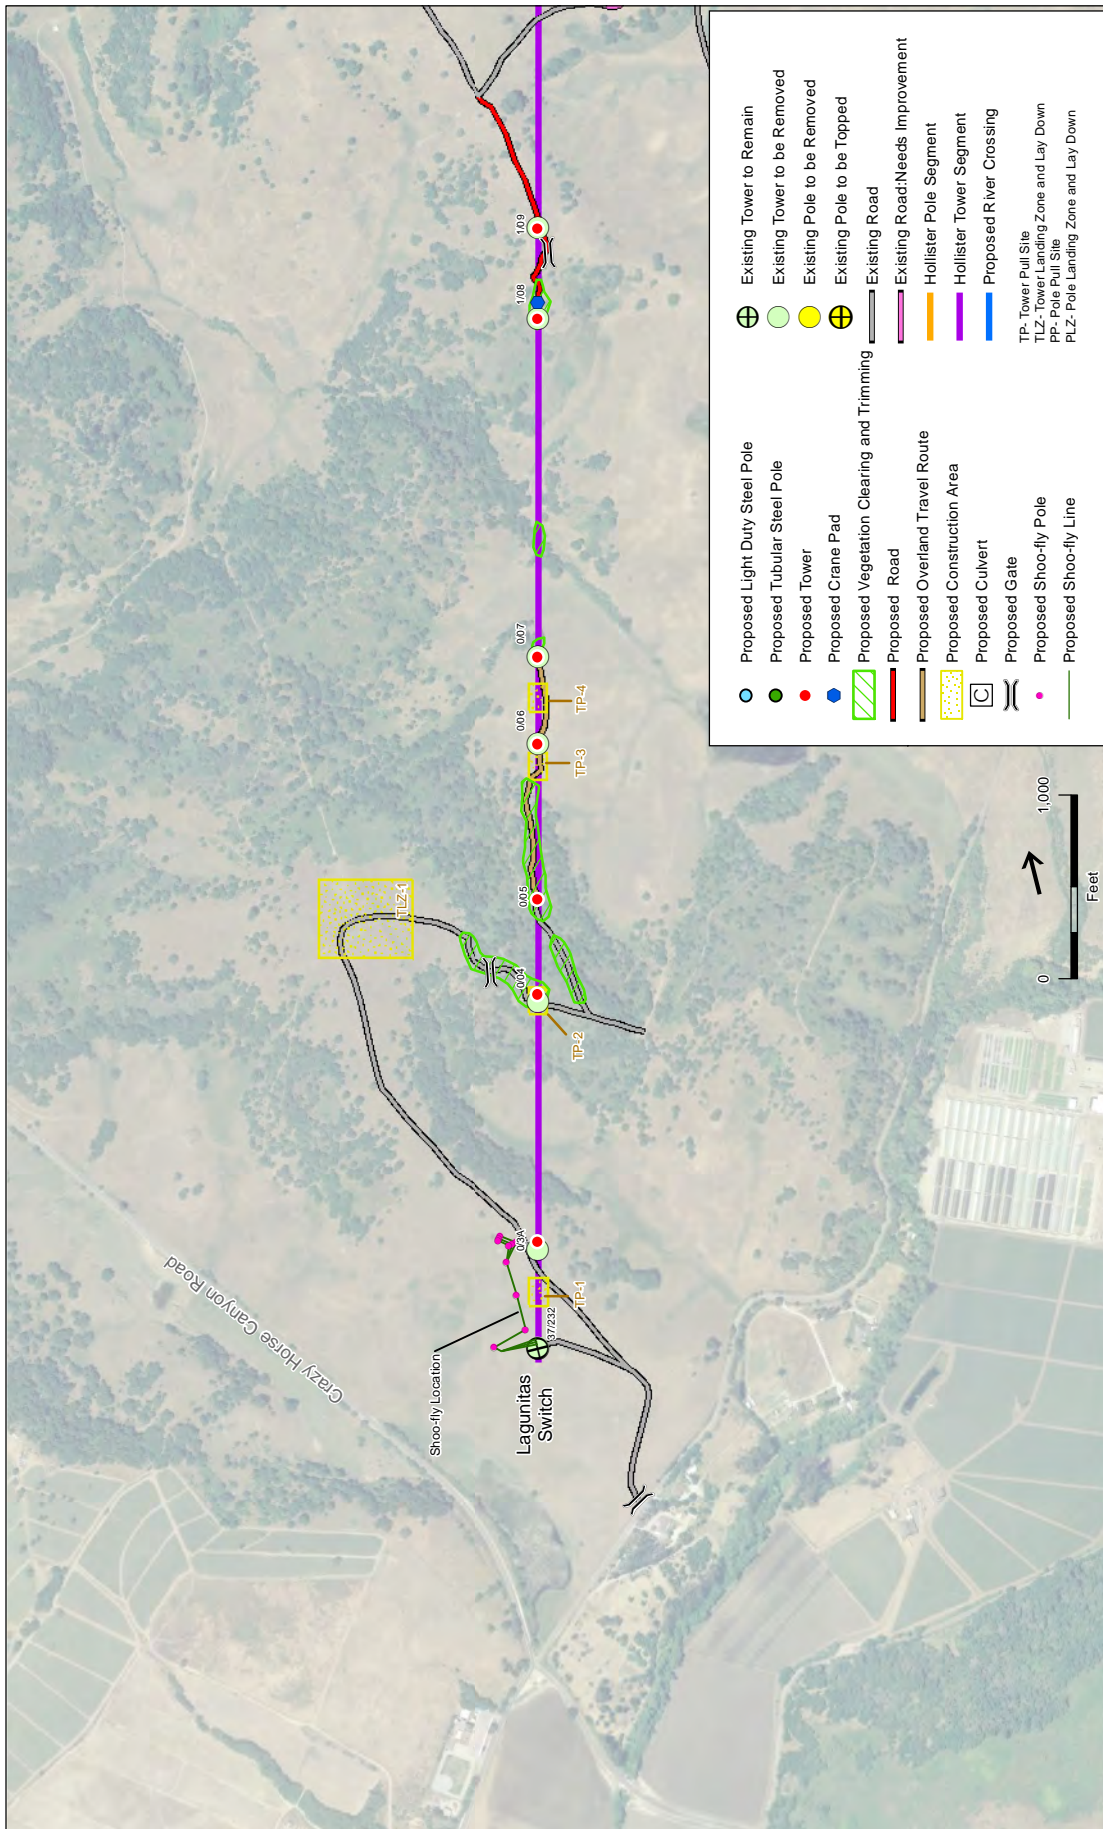 Crazy Horse Canyon Road
Shoo-fly Location
Lagunitas
Switch
37/232
TP-1
0/3A
TLZ-1
0/04
TP-2
0/05
0/06
TP-3
0/07
TP-4
1/08
1/09
0
1,000
Feet
Proposed Light Duty Steel Pole
Proposed Tubular Steel Pole
Proposed Tower
Proposed Crane Pad
Proposed Vegetation Clearing and Trimming
Proposed Road
Proposed Overland Travel Route
Proposed Construction Area
C
Proposed Culvert
Proposed Gate
Proposed Shoo-fly Pole
Proposed Shoo-fly Line
Existing Tower to Remain
Existing Tower to be Removed
Existing Pole to be Removed
Existing Pole to be Topped
Existing Road
Existing Road:Needs Improvement
Hollister Pole Segment
Hollister Tower Segment
Proposed River Crossing
TP- Tower Pull Site
TLZ- Tower Landing Zone and Lay Down
PP- Pole Pull Site
PLZ- Pole Landing Zone and Lay Down